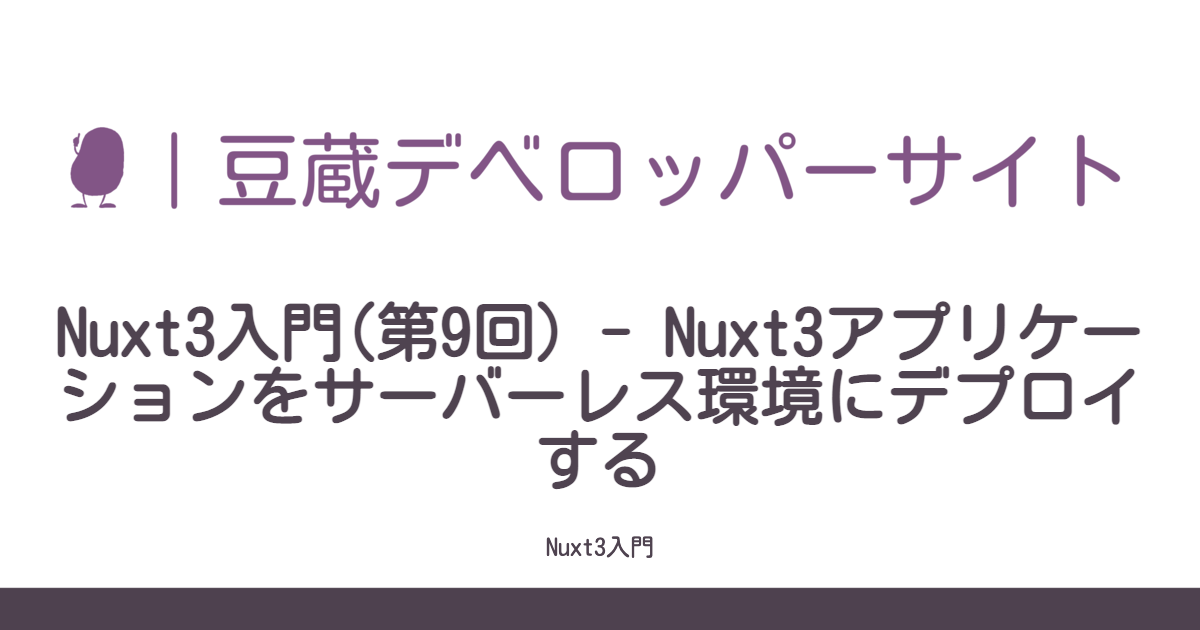 |豆蔵デベロッパーサイト
Nuxt3入門(第9回) - Nuxt3アプリケー
ションをサーバーレス環境にデプロイ
する
Nuxt3入門